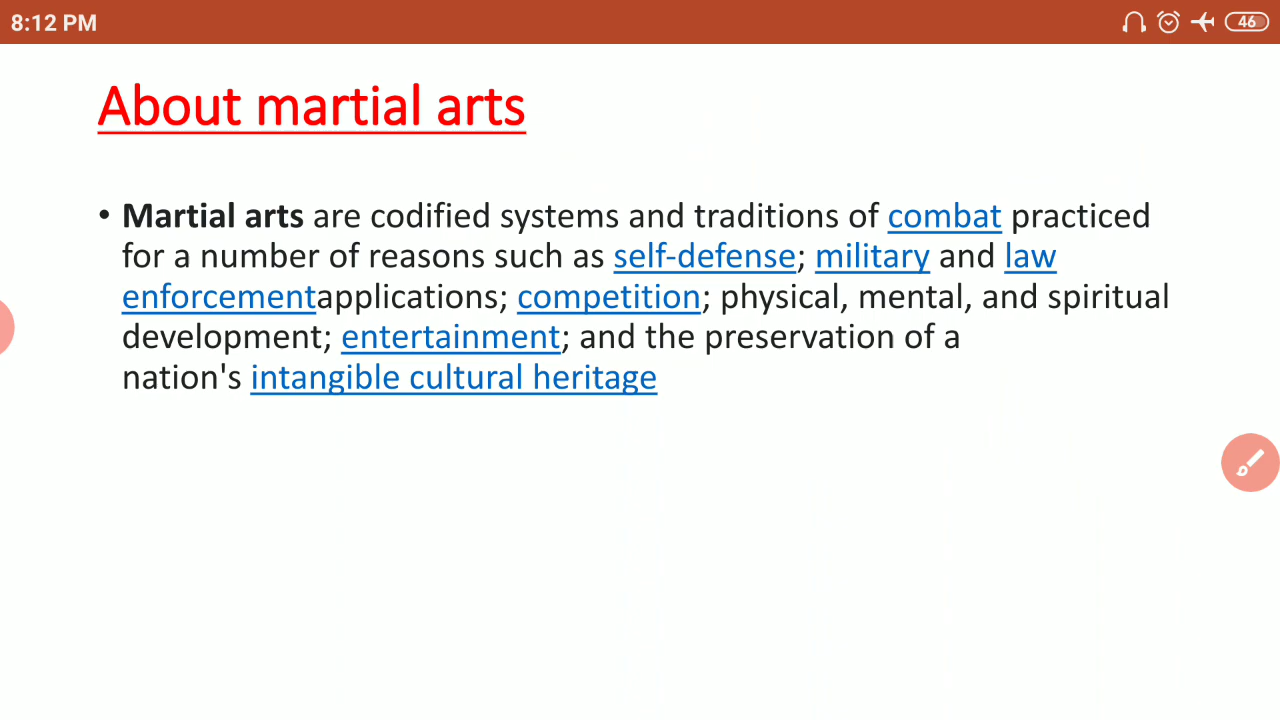 8:12 PM
46
About martial arts
• Martial arts are codified systems and traditions of combat practiced
for a number of reasons such as self-defense; military and law
enforcementapplications; competition; physical, mental, and spiritual
development; entertainment; and the preservation of a
nation's intangible cultural heritage